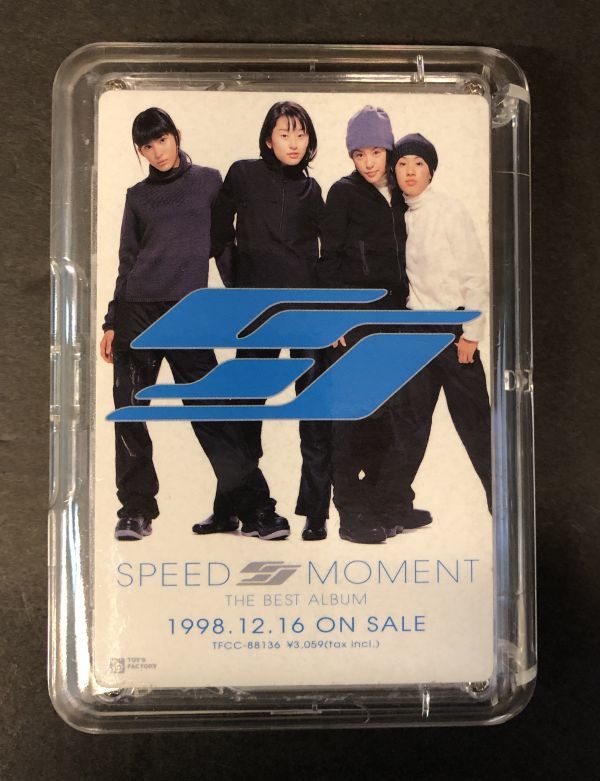 SPEED MOMENT
THE BEST ALBUM
1998.12.16 ON SALE
TFCC-88136 ¥3,059(tax incl.)
TOY'S
FACTORY